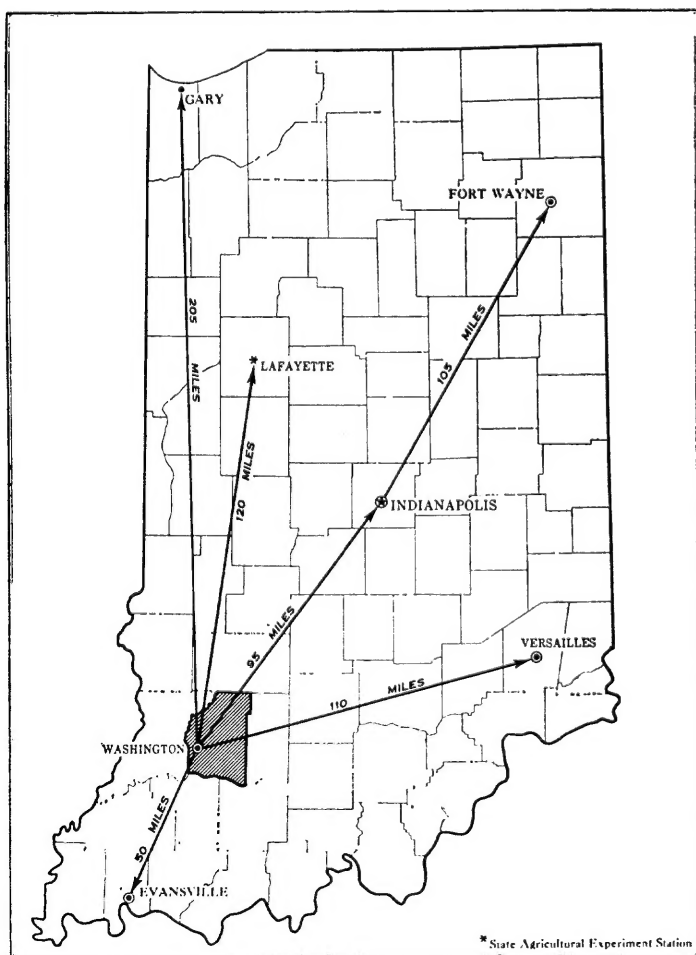 GARY
FORT WAYNE
205 MILES
105 MILES
* LAFAYETTE
120 MILES
INDIANAPOLIS
95 MILES
VERSAILLES
110 MILES
WASHINGTON
50 MILES
EVANSVILLE
* State Agricultural Experiment Station